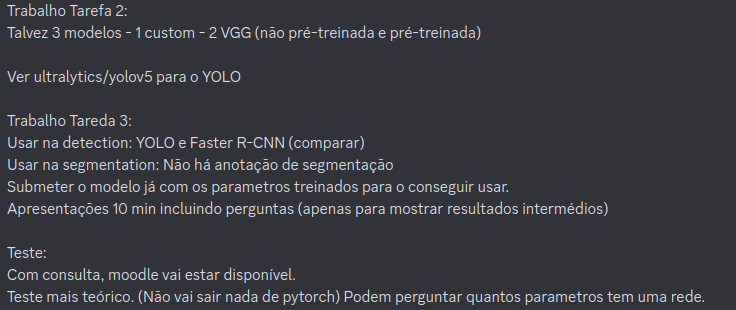 Trabalho Tarefa 2:
Talvez 3 modelos - 1 custom - 2 VGG (não pré-treinada e pré-treinada)
Ver ultralytics/yolov5 para o YOLO
Trabalho Tareda 3:
Usar na detection: YOLO e Faster R-CNN (comparar)
Usar na segmentation: Não há anotação de segmentação
Submeter o modelo já com os parametros treinados para o conseguir usar.
Apresentações 10 min incluindo perguntas (apenas para mostrar resultados intermédios)
Teste:
Com consulta, moodle vai estar disponível.
Teste mais teórico. (Não vai sair nada de pytorch) Podem perguntar quantos parametros tem uma rede.